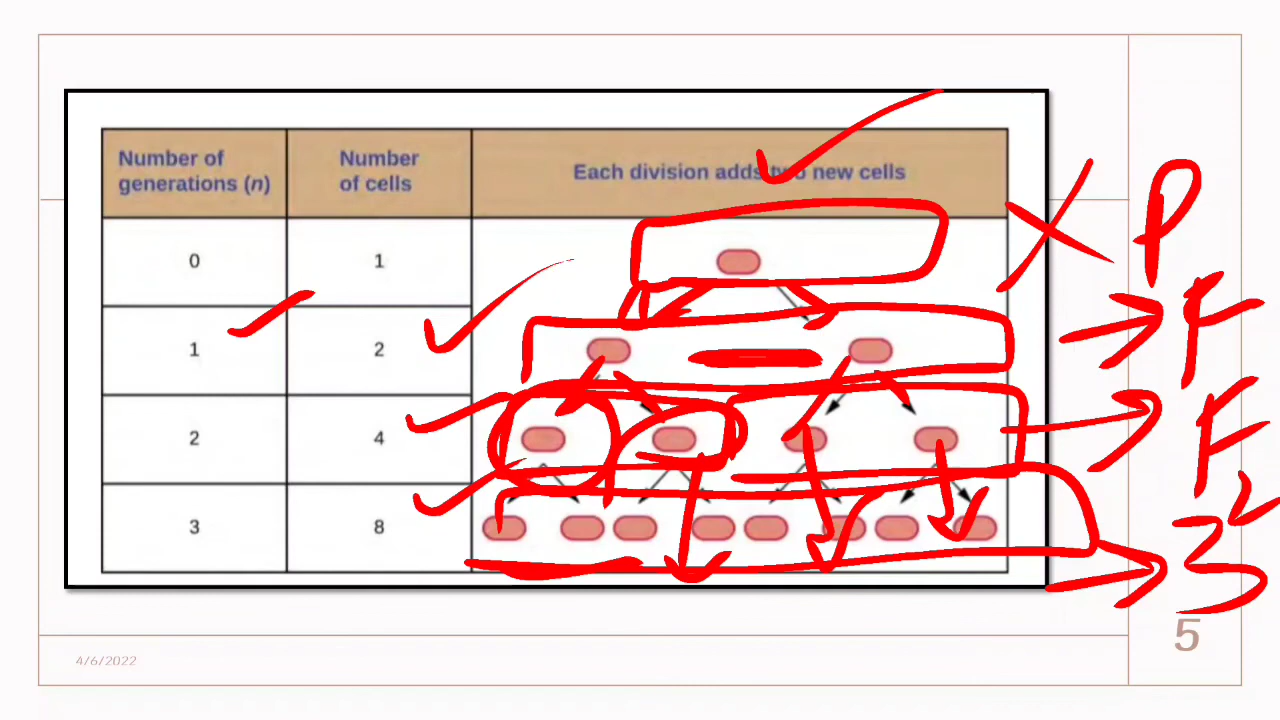 Number of
generations (n)
Number
of cells
Each division adds two new cells
0
1
1
2
2
4
3
8
P
F
F
2
3
5
4/6/2022